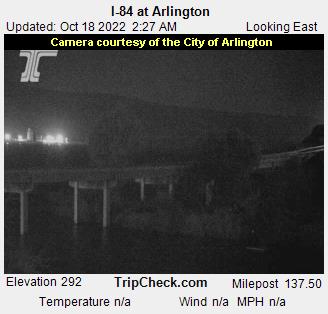 I-84 at Arlington
Updated: Oct 18 2022 2:27 AM Looking East
Camera courtesy of the City of Arlington
Elevation 292 TripCheck.com Milepost 137.50
Temperature n/a Wind n/a MPH n/a